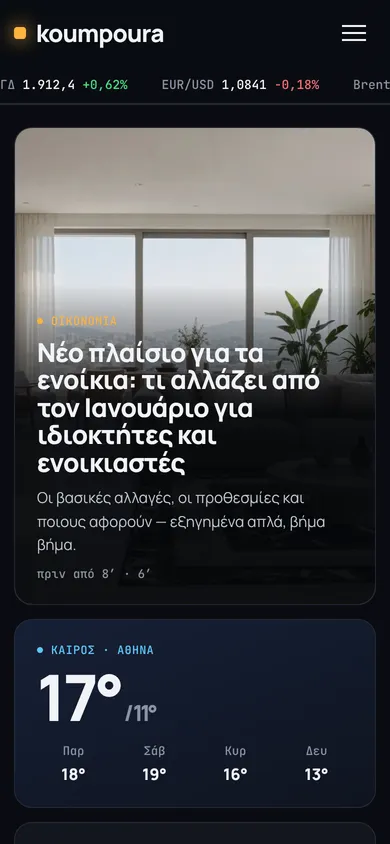 koumpoura
ΓΔ 1.912,4 +0,62% EUR/USD 1,0841 -0,18% Brent
ΟΙΚΟΝΟΜΙΑ
Νέο πλαίσιο για τα
ενοίκια: τι αλλάζει από
τον Ιανουάριο για
ιδιοκτήτες και
ενοικιαστές
Οι βασικές αλλαγές, οι προθεσμίες και
ποιους αφορούν — εξηγημένα απλά, βήμα
βήμα.
πριν από 8′ · 6′
ΚΑΙΡΟΣ · ΑΘΗΝΑ
17° /11°
Παρ Σάβ Κυρ Δευ
18° 19° 16° 13°